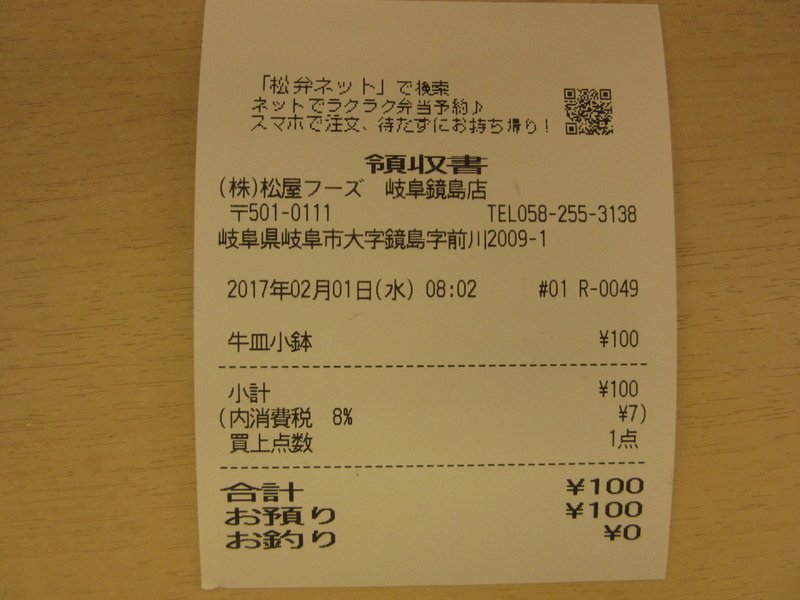 「松弁ネット」で検索
ネットでラクラク弁当予約♪
スマホで注文、待たずにお持ち帰り!
領収書
(株)松屋フーズ 岐阜鏡島店
〒501-0111 TEL058-255-3138
岐阜県岐阜市大字鏡島字前川2009-1
2017年02月01日(水) 08:02 #01 R-0049
牛皿小鉢 ¥100
小計 ¥100
(内消費税 8% ¥7)
買上点数 1点
合計 ¥100
お預り ¥100
お釣り ¥0